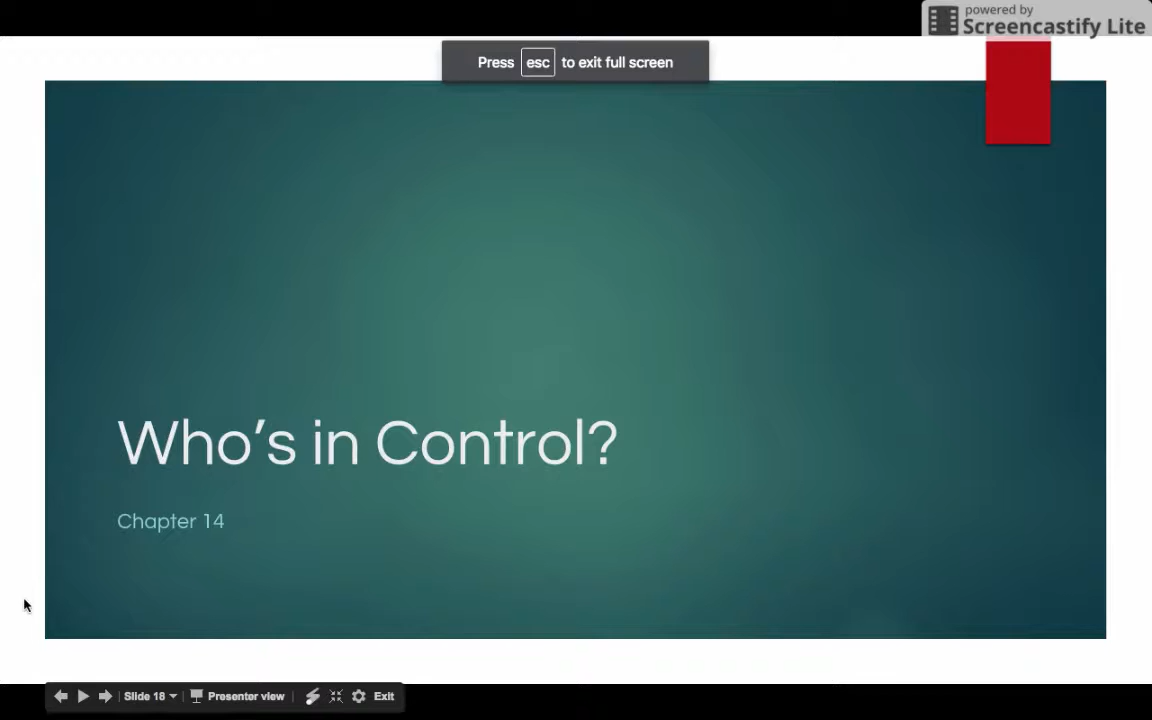 powered by
Screencastify Lite
Press esc to exit full screen
Who's in Control?
Chapter 14
Slide 18
Presenter view
Exit